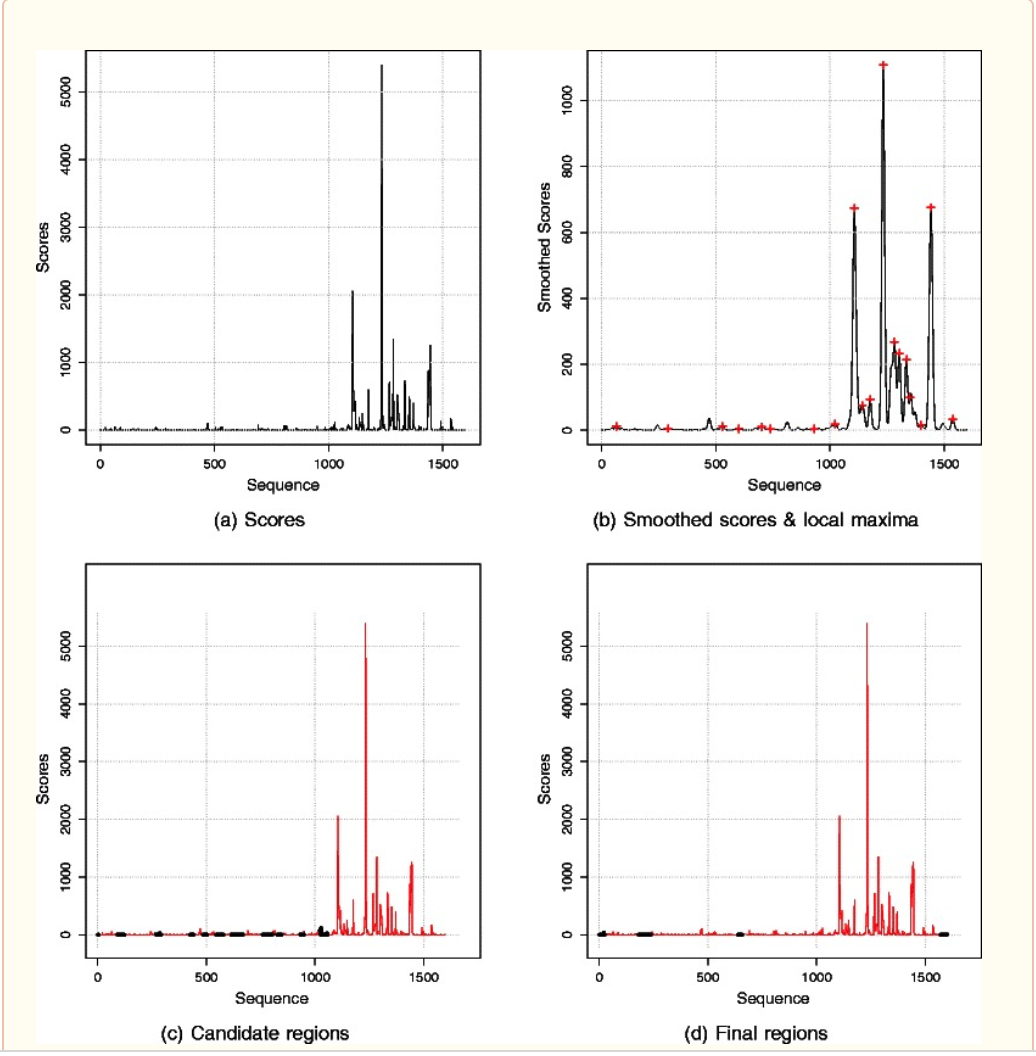 5000
4000
3000
2000
1000
0
Scores
0 500 1000 1500
Sequence
(a) Scores
1000
800
600
400
200
0
Smoothed Scores
0 500 1000 1500
Sequence
(b) Smoothed scores & local maxima
5000
4000
3000
2000
1000
0
Scores
0 500 1000 1500
Sequence
(c) Candidate regions
5000
4000
3000
2000
1000
0
Scores
0 500 1000 1500
Sequence
(d) Final regions